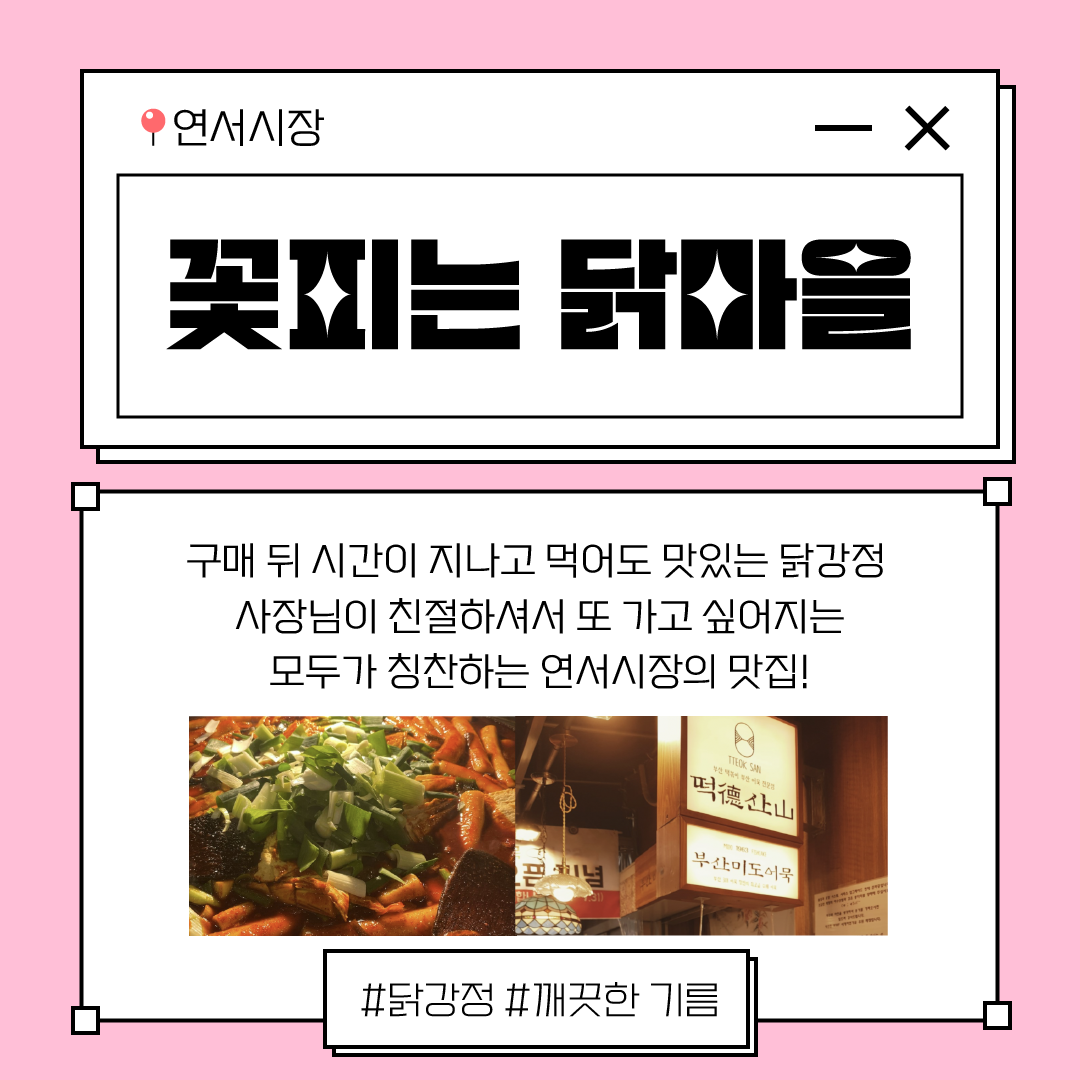 연서시장
꽃피는 닭마을
구매 뒤 시간이 지나고 먹어도 맛있는 닭강정
사장님이 친절하셔서 또 가고 싶어지는
모두가 칭찬하는 연서시장의 맛집!
TTEOK SAN
떡德산山
부산미도어묵
#닭강정 #깨끗한 기름